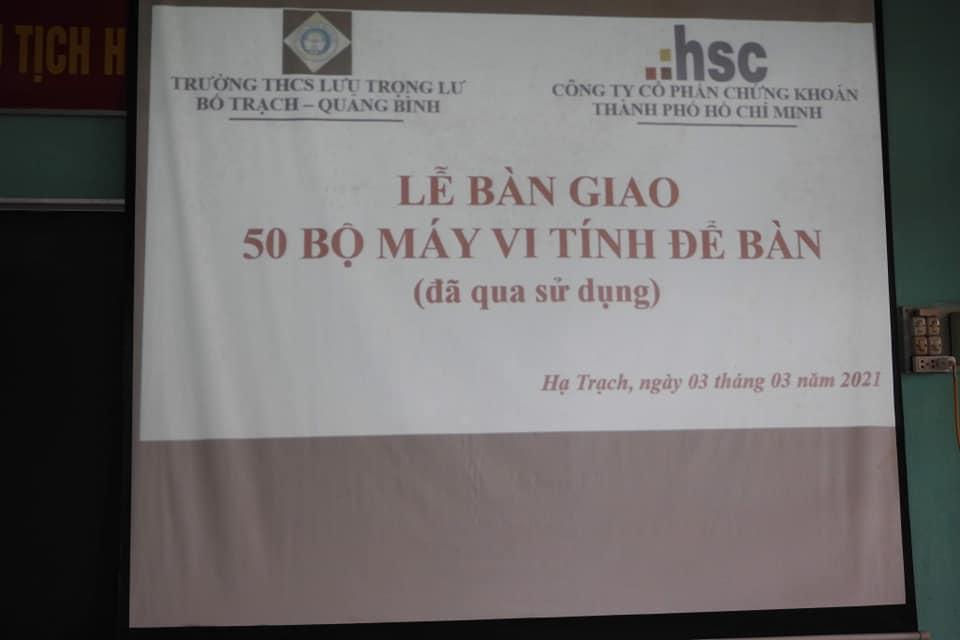 TỊCH H
.:hsc
TRƯỜNG THCS LƯU TRỌNG LƯ
BỐ TRẠCH – QUẢNG BÌNH
CÔNG TY CỔ PHẦN CHỨNG KHOÁN
THÀNH PHỐ HỒ CHÍ MINH
LỄ BÀN GIAO
50 BỘ MÁY VI TÍNH ĐỂ BÀN
(đã qua sử dụng)
Hạ Trạch, ngày 03 tháng 03 năm 2021